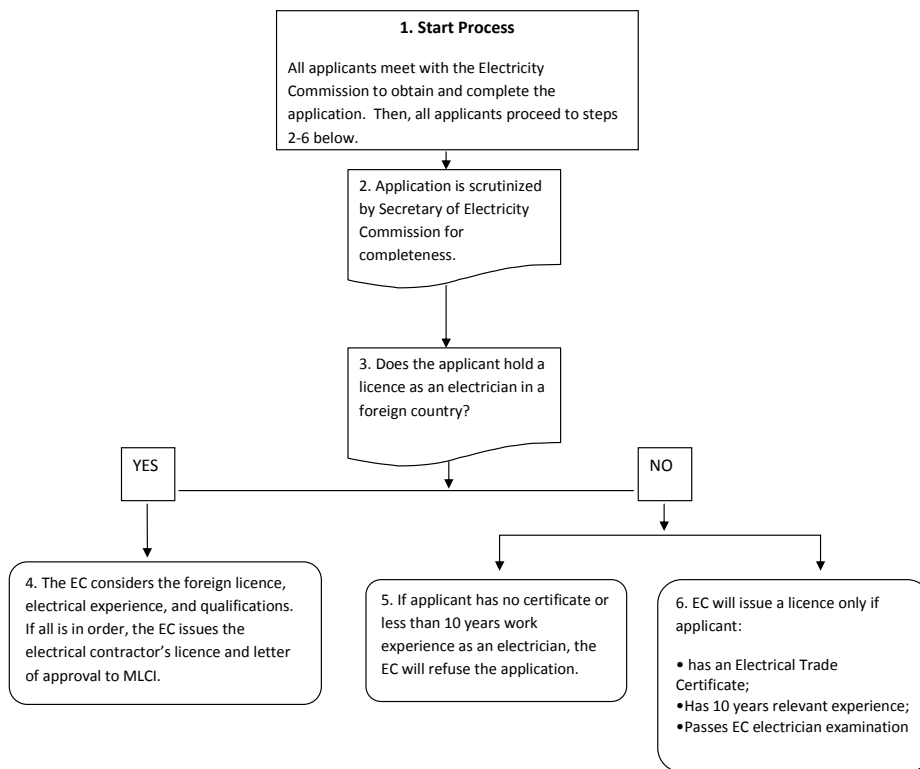 1. Start Process
All applicants meet with the Electricity
Commission to obtain and complete the
application. Then, all applicants proceed to steps
2-6 below.
2. Application is scrutinized
by Secretary of Electricity
Commission for
completeness.
3. Does the applicant hold a
licence as an electrician in a
foreign country?
YES
NO
4. The EC considers the foreign licence,
electrical experience, and qualifications.
If all is in order, the EC issues the
electrical contractor’s licence and letter
of approval to MLCI.
5. If applicant has no certificate or
less than 10 years work
experience as an electrician, the
EC will refuse the application.
6. EC will issue a licence only if
applicant:
• has an Electrical Trade
Certificate;
•Has 10 years relevant experience;
•Passes EC electrician examination